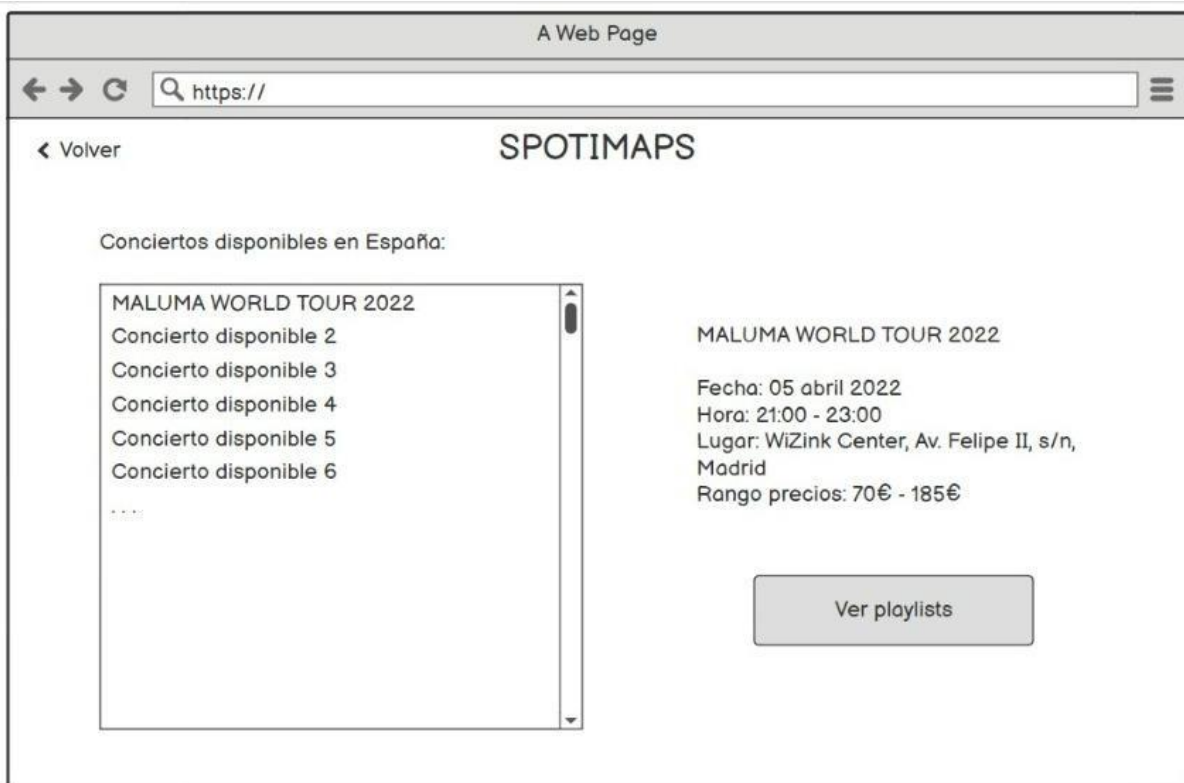 A Web Page
https://
Volver
SPOTIMAPS
Conciertos disponibles en España:
MALUMA WORLD TOUR 2022
Concierto disponible 2
Concierto disponible 3
Concierto disponible 4
Concierto disponible 5
Concierto disponible 6
. . .
MALUMA WORLD TOUR 2022
Fecha: 05 abril 2022
Hora: 21:00 - 23:00
Lugar: WiZink Center, Av. Felipe II, s/n,
Madrid
Rango precios: 70€ - 185€
Ver playlists